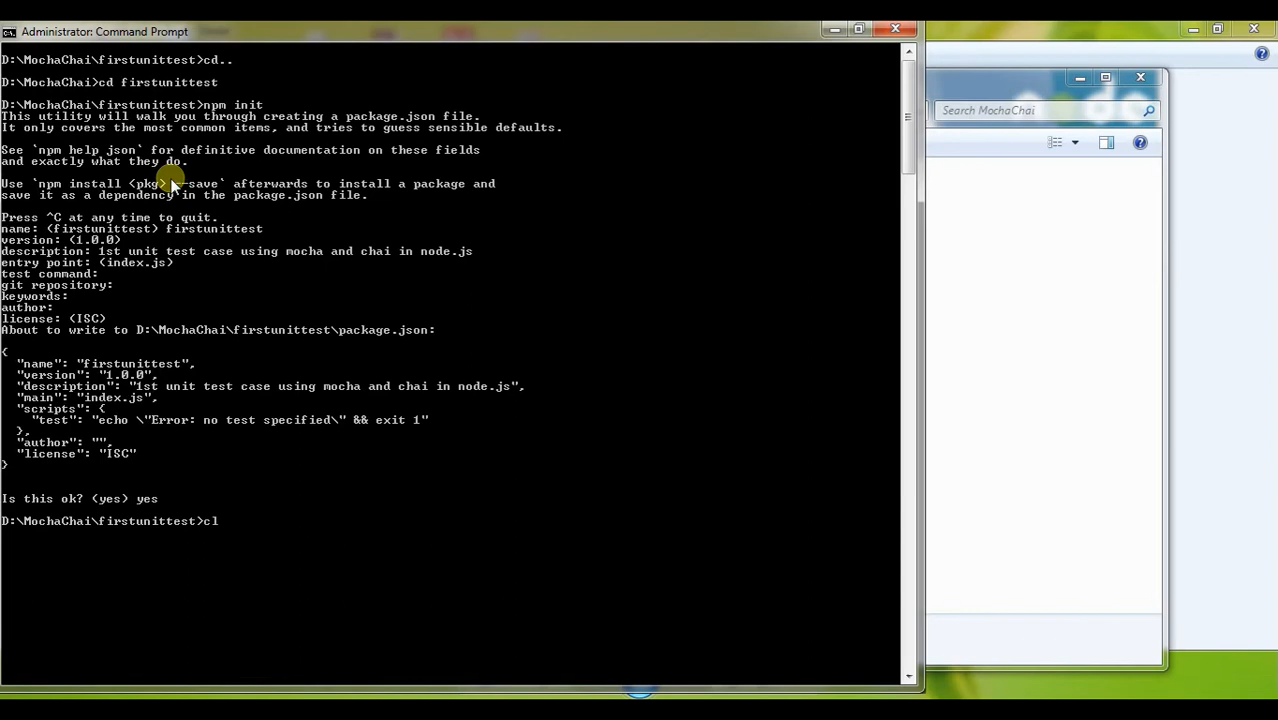 Administrator: Command Prompt
D:\MochaChai\firstunittest>cd..
D:\MochaChai>cd firstunittest
D:\MochaChai\firstunittest>npm init
This utility will walk you through creating a package.json file.
It only covers the most common items, and tries to guess sensible defaults.
See `npm help json` for definitive documentation on these fields
and exactly what they do.
Use `npm install <pkg> --save` afterwards to install a package and
save it as a dependency in the package.json file.
Press ^C at any time to quit.
name: (firstunittest) firstunittest
version: (1.0.0)
description: 1st unit test case using mocha and chai in node.js
entry point: (index.js)
test command:
git repository:
keywords:
author:
license: (ISC)
About to write to D:\MochaChai\firstunittest\package.json:
{
"name": "firstunittest",
"version": "1.0.0",
"description": "1st unit test case using mocha and chai in node.js",
"main": "index.js",
"scripts": {
"test": "echo \"Error: no test specified\" && exit 1"
},
"author": "",
"license": "ISC"
}
Is this ok? (yes) yes
D:\MochaChai\firstunittest>cl
Search MochaChai